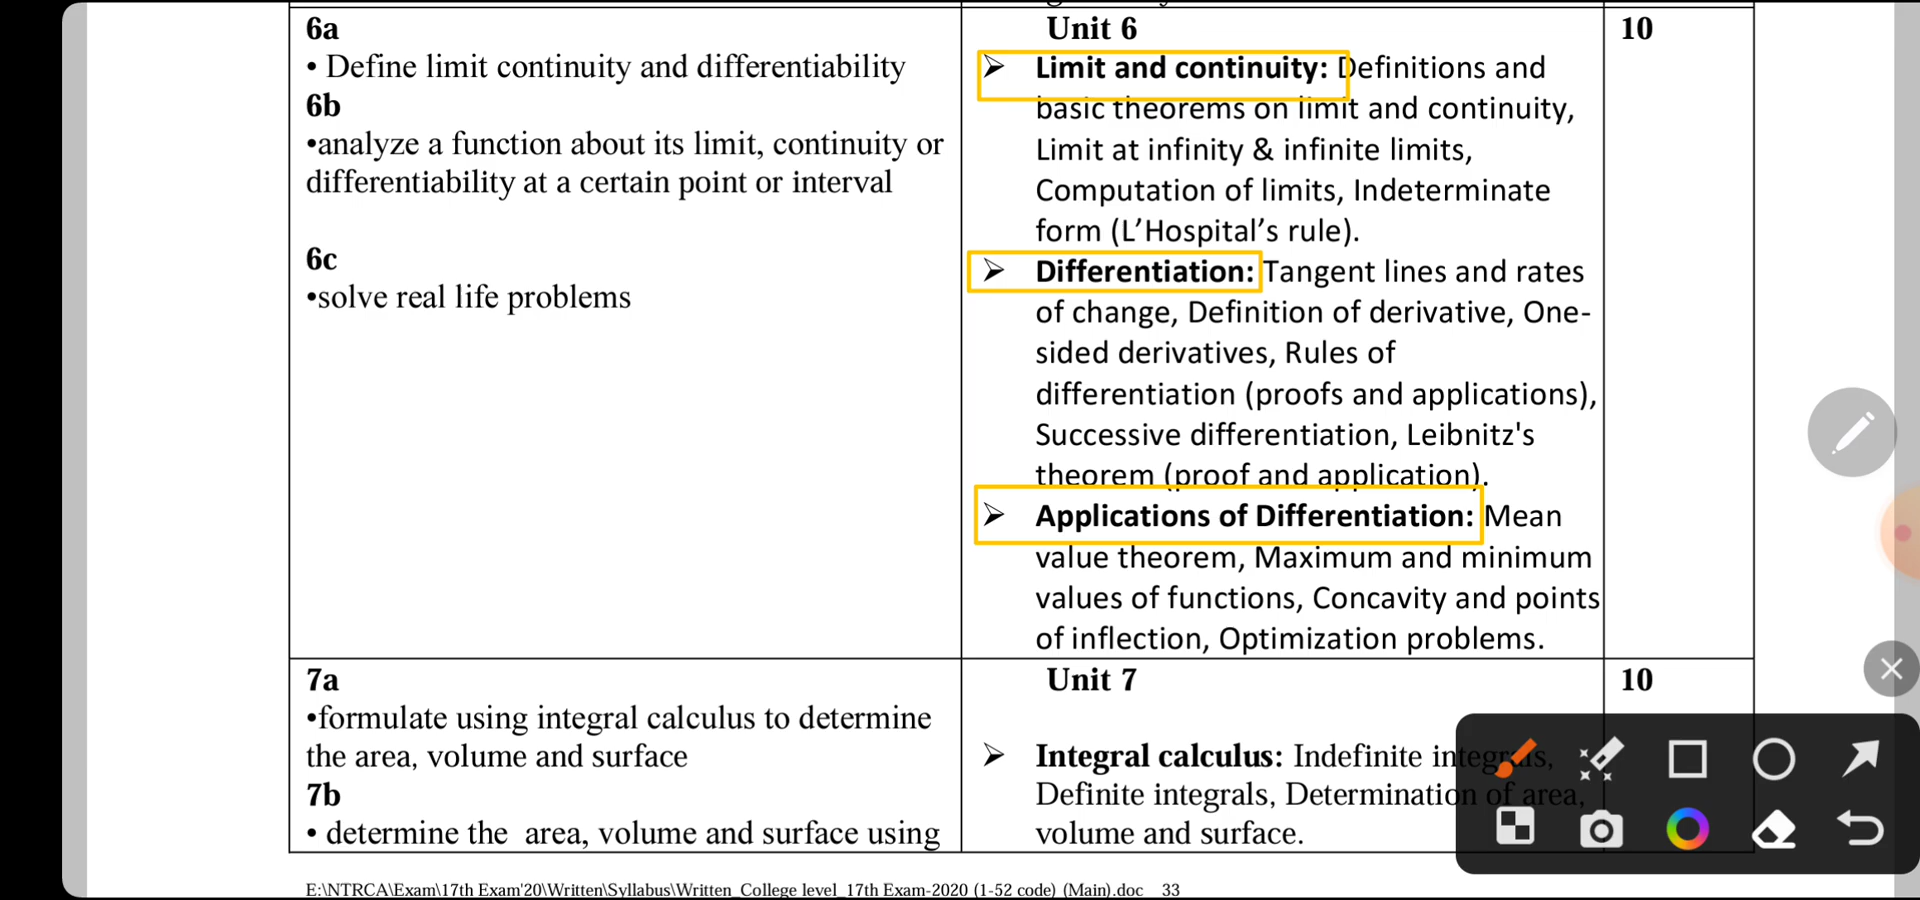 6a
• Define limit continuity and differentiability
6b
•analyze a function about its limit, continuity or
differentiability at a certain point or interval
6c
•solve real life problems
Unit 6
➢ Limit and continuity: Definitions and
basic theorems on limit and continuity,
Limit at infinity & infinite limits,
Computation of limits, Indeterminate
form (L’Hospital’s rule).
➢ Differentiation: Tangent lines and rates
of change, Definition of derivative, One-
sided derivatives, Rules of
differentiation (proofs and applications),
Successive differentiation, Leibnitz's
theorem (proof and application).
➢ Applications of Differentiation: Mean
value theorem, Maximum and minimum
values of functions, Concavity and points
of inflection, Optimization problems.
10
7a
•formulate using integral calculus to determine
the area, volume and surface
7b
• determine the area, volume and surface using
Unit 7
➢ Integral calculus: Indefinite integrals,
Definite integrals, Determination of area,
volume and surface.
10
E:\NTRCA\Exam\17th Exam'20\Written\Syllabus\Written_College level_17th Exam-2020 (1-52 code) (Main).doc 33